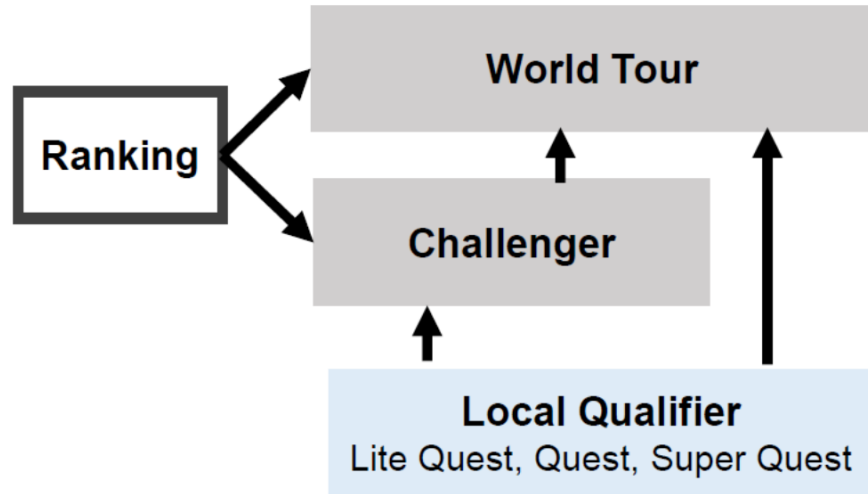 World Tour
Ranking
Challenger
Local Qualifier
Lite Quest, Quest, Super Quest